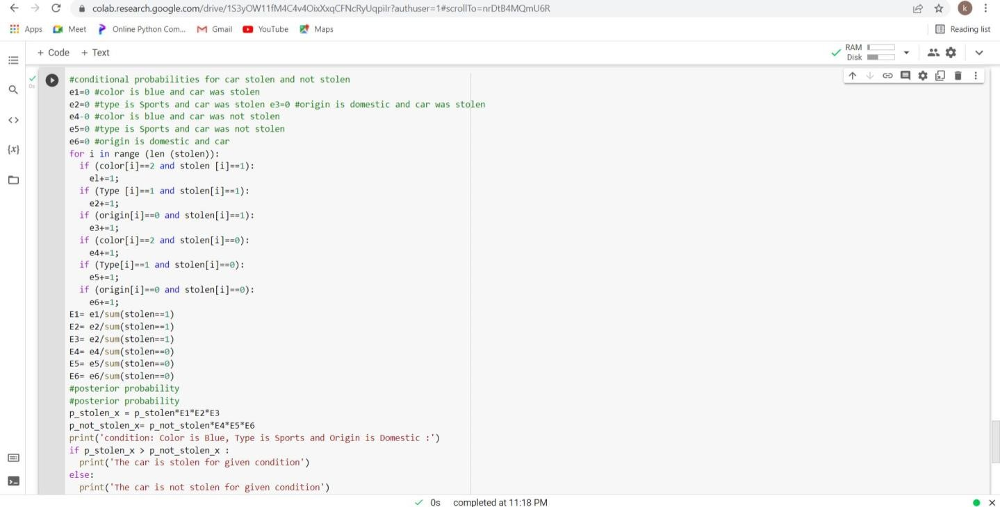 colab.research.google.com/drive/1S3yOW11fM4C4v4OixXxqCFNcRyUqpilr?authuser=1#scrollTo=nrDtB4MQmU6R
k
Apps Meet Online Python Com... Gmail YouTube Maps Reading list
+ Code + Text
RAM
Disk
0s
#conditional probabilities for car stolen and not stolen
e1=0 #color is blue and car was stolen
e2=0 #type is Sports and car was stolen e3=0 #origin is domestic and car was stolen
e4-0 #color is blue and car was not stolen
e5=0 #type is Sports and car was not stolen
e6=0 #origin is domestic and car
for i in range (len (stolen)):
if (color[i]==2 and stolen [i]==1):
el+=1;
if (Type [i]==1 and stolen[i]==1):
e2+=1;
if (origin[i]==0 and stolen[i]==1):
e3+=1;
if (color[i]==2 and stolen[i]==0):
e4+=1;
if (Type[i]==1 and stolen[i]==0):
e5+=1;
if (origin[i]==0 and stolen[i]==0):
e6+=1;
E1= e1/sum(stolen==1)
E2= e2/sum(stolen==1)
E3= e2/sum(stolen==1)
E4= e4/sum(stolen==0)
E5= e5/sum(stolen==0)
E6= e6/sum(stolen==0)
#posterior probability
#posterior probability
p_stolen_x = p_stolen*E1*E2*E3
p_not_stolen_x= p_not_stolen*E4*E5*E6
print('condition: Color is Blue, Type is Sports and Origin is Domestic :')
if p_stolen_x > p_not_stolen_x :
print('The car is stolen for given condition')
else:
print('The car is not stolen for given condition')
0s completed at 11:18 PM